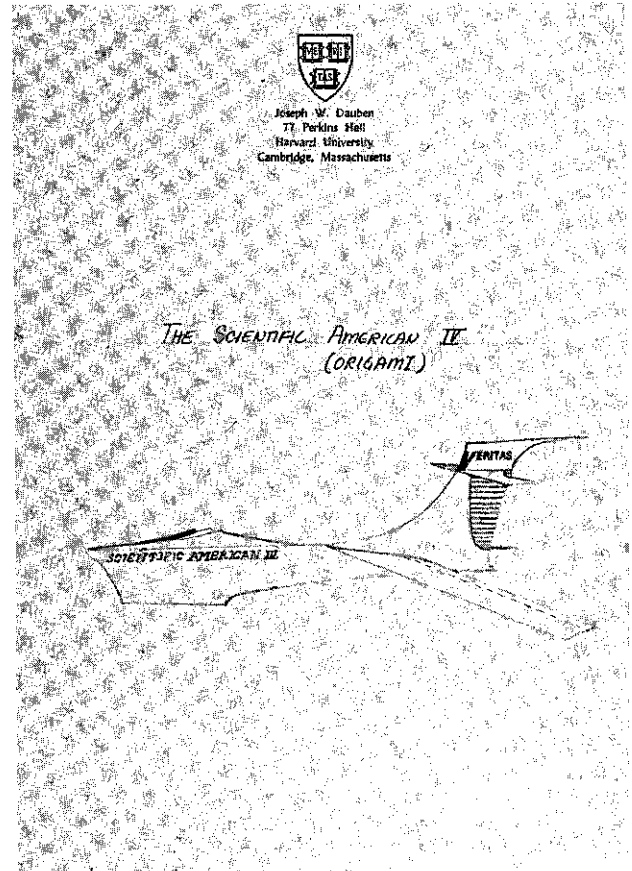 VE RI
TAS
Joseph W. Dauben
77 Perkins Hall
Harvard University
Cambridge, Massachusetts
THE SCIENTIFIC AMERICAN IV
(ORIGAMI)
VERITAS
SCIENTIFIC AMERICAN III